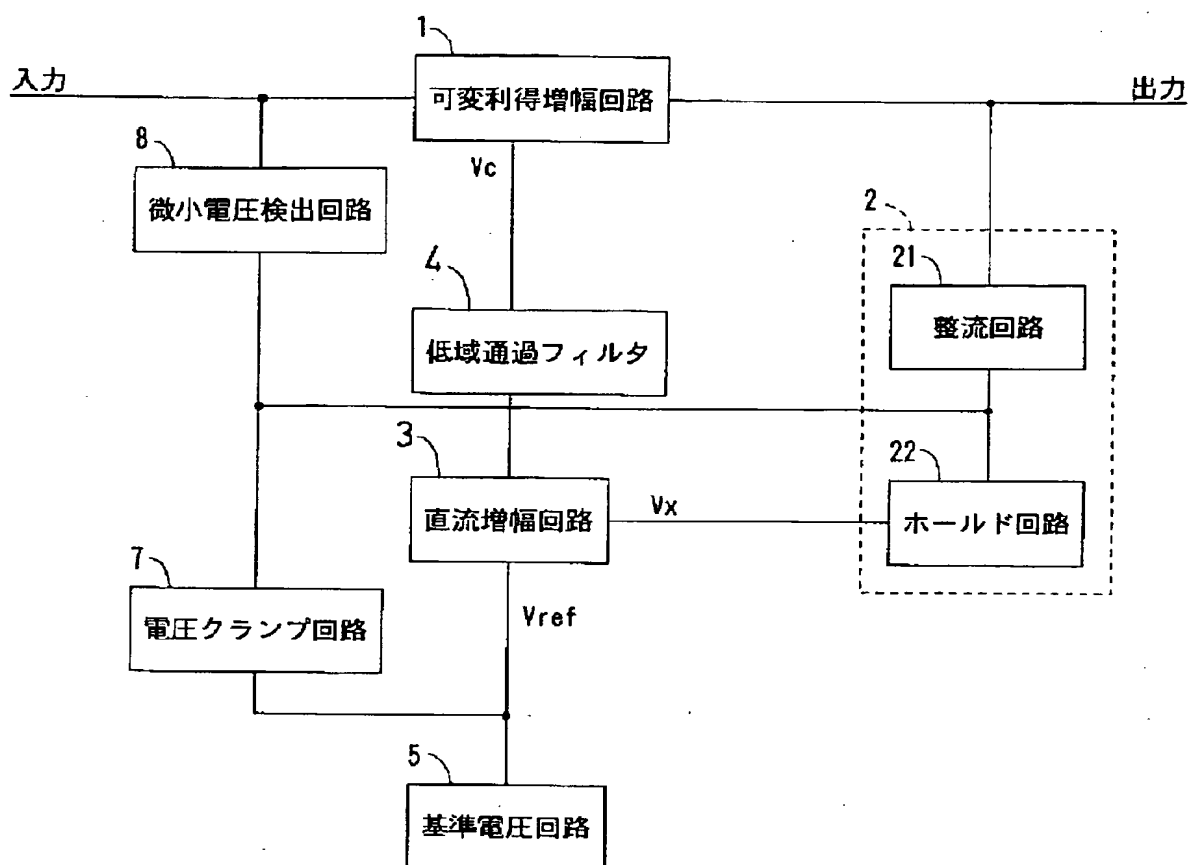 1
入力
可変利得増幅回路
出力
8
Vc
微小電圧検出回路
2
21
4
整流回路
低域通過フィルタ
3
22
直流増幅回路
Vx
ホールド回路
7
電圧クランプ回路
Vref
5
基準電圧回路